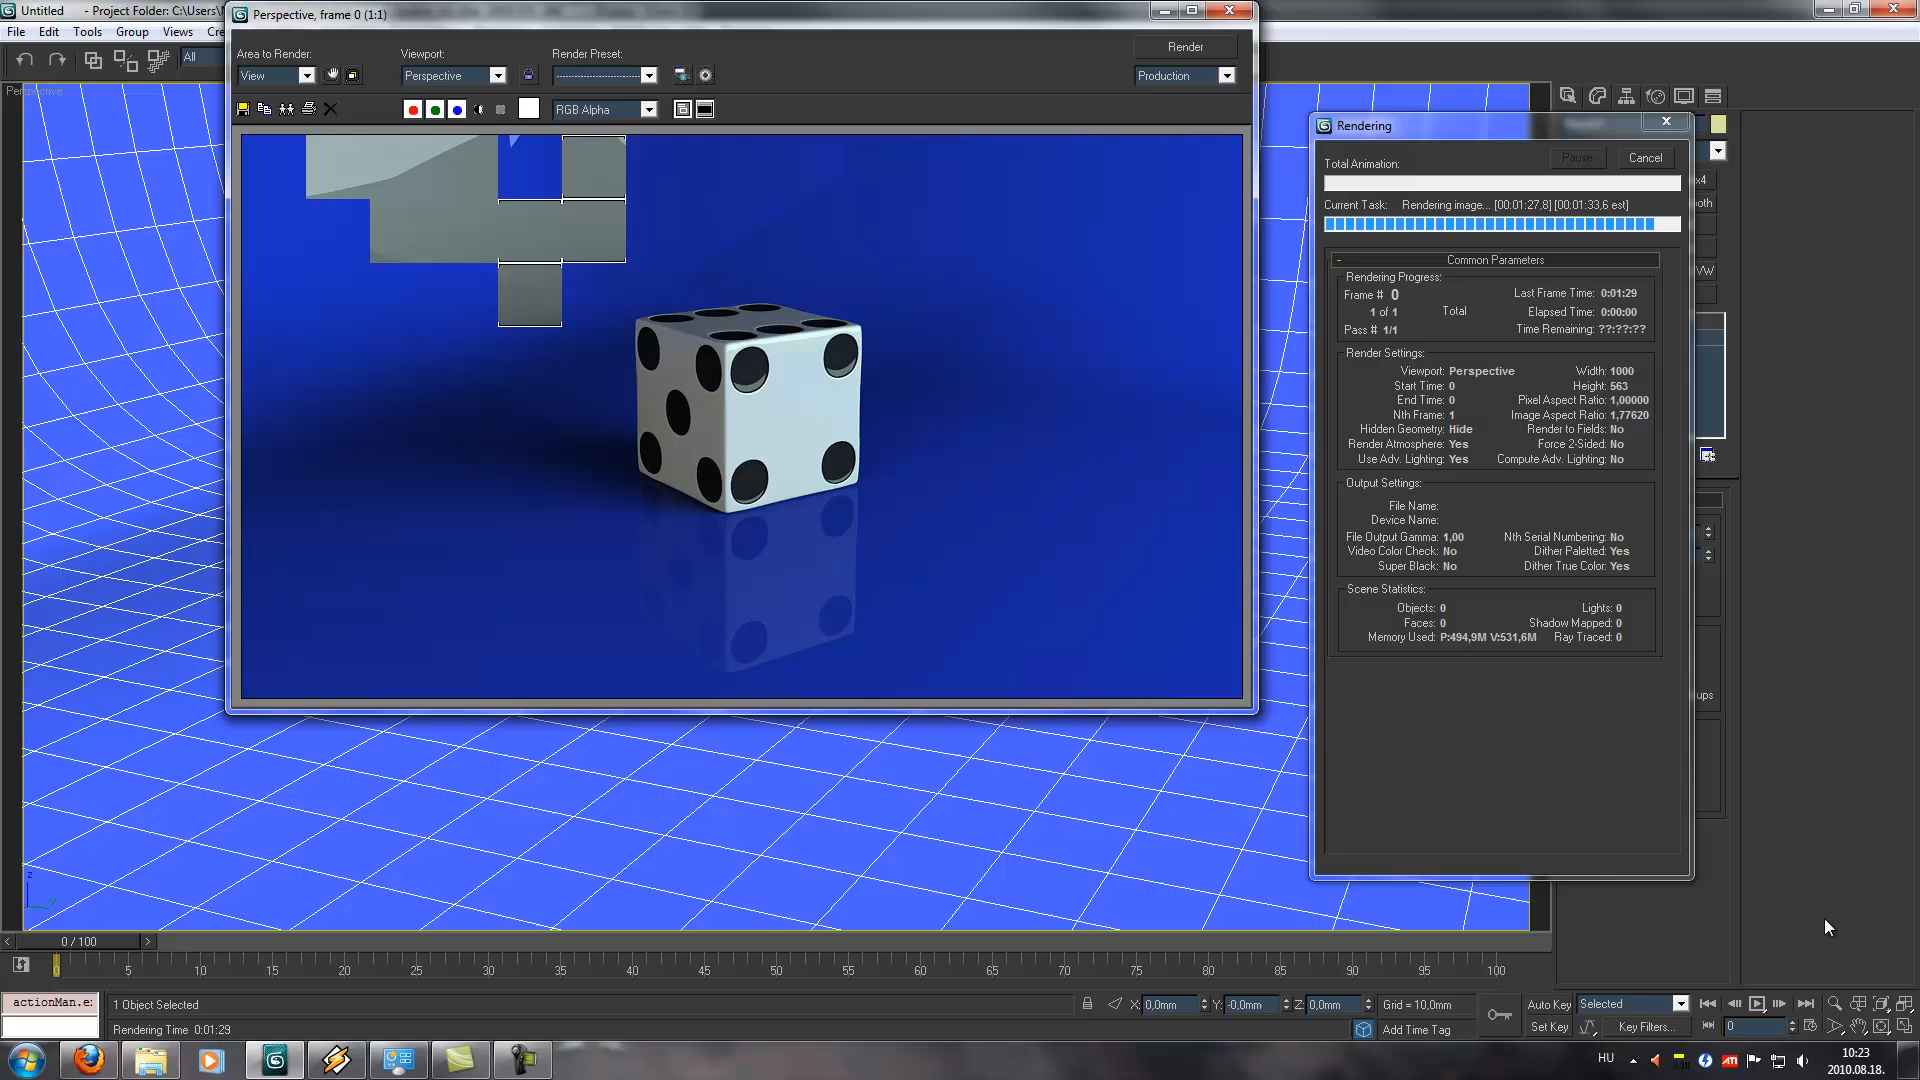 Untitled - Project Folder: C:\Users\
File Edit Tools Group Views Cre
All
Perspective
Perspective, frame 0 (1:1)
Area to Render:
View
Viewport:
Perspective
Render Preset:
Render
Production
RGB Alpha
Rendering
Total Animation:
Pause
Cancel
Current Task: Rendering image... [00:01:27,8] [00:01:33,6 est]
Common Parameters
Rendering Progress:
Frame # 0
1 of 1
Total
Pass # 1/1
Last Frame Time: 0:01:29
Elapsed Time: 0:00:00
Time Remaining: ??:??:??
Render Settings:
Viewport: Perspective
Width: 1000
Start Time: 0
Height: 563
End Time: 0
Pixel Aspect Ratio: 1,00000
Nth Frame: 1
Image Aspect Ratio: 1,77620
Hidden Geometry: Hide
Render to Fields: No
Render Atmosphere: Yes
Force 2-Sided: No
Use Adv. Lighting: Yes
Compute Adv. Lighting: No
Output Settings:
File Name:
Device Name:
File Output Gamma: 1,00
Nth Serial Numbering: No
Video Color Check: No
Dither Paletted: Yes
Super Black: No
Dither True Color: Yes
Scene Statistics:
Objects: 0
Lights: 0
Faces: 0
Shadow Mapped: 0
Memory Used: P:494,9M V:531,6M
Ray Traced: 0
x4
ooth
VW
ups
z
0 / 100
0 5 10 15 20 25 30 35 40 45 50 55 60 65 70 75 80 85 90 95 100
actionMan.e
1 Object Selected
X: 0,0mm Y: -0,0mm Z: 0,0mm Grid = 10,0mm
Auto Key Selected
Rendering Time 0:01:29
Add Time Tag
Set Key Key Filters... 0
HU
10:23
2010.08.18.